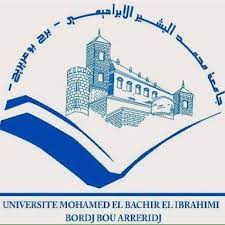 جامعة محمد البشير الإبراهيمي - برج بوعريريج -
UNIVERSITE MOHAMED EL BACHIR EL IBRAHIMI
BORDJ BOU ARRERIDJ